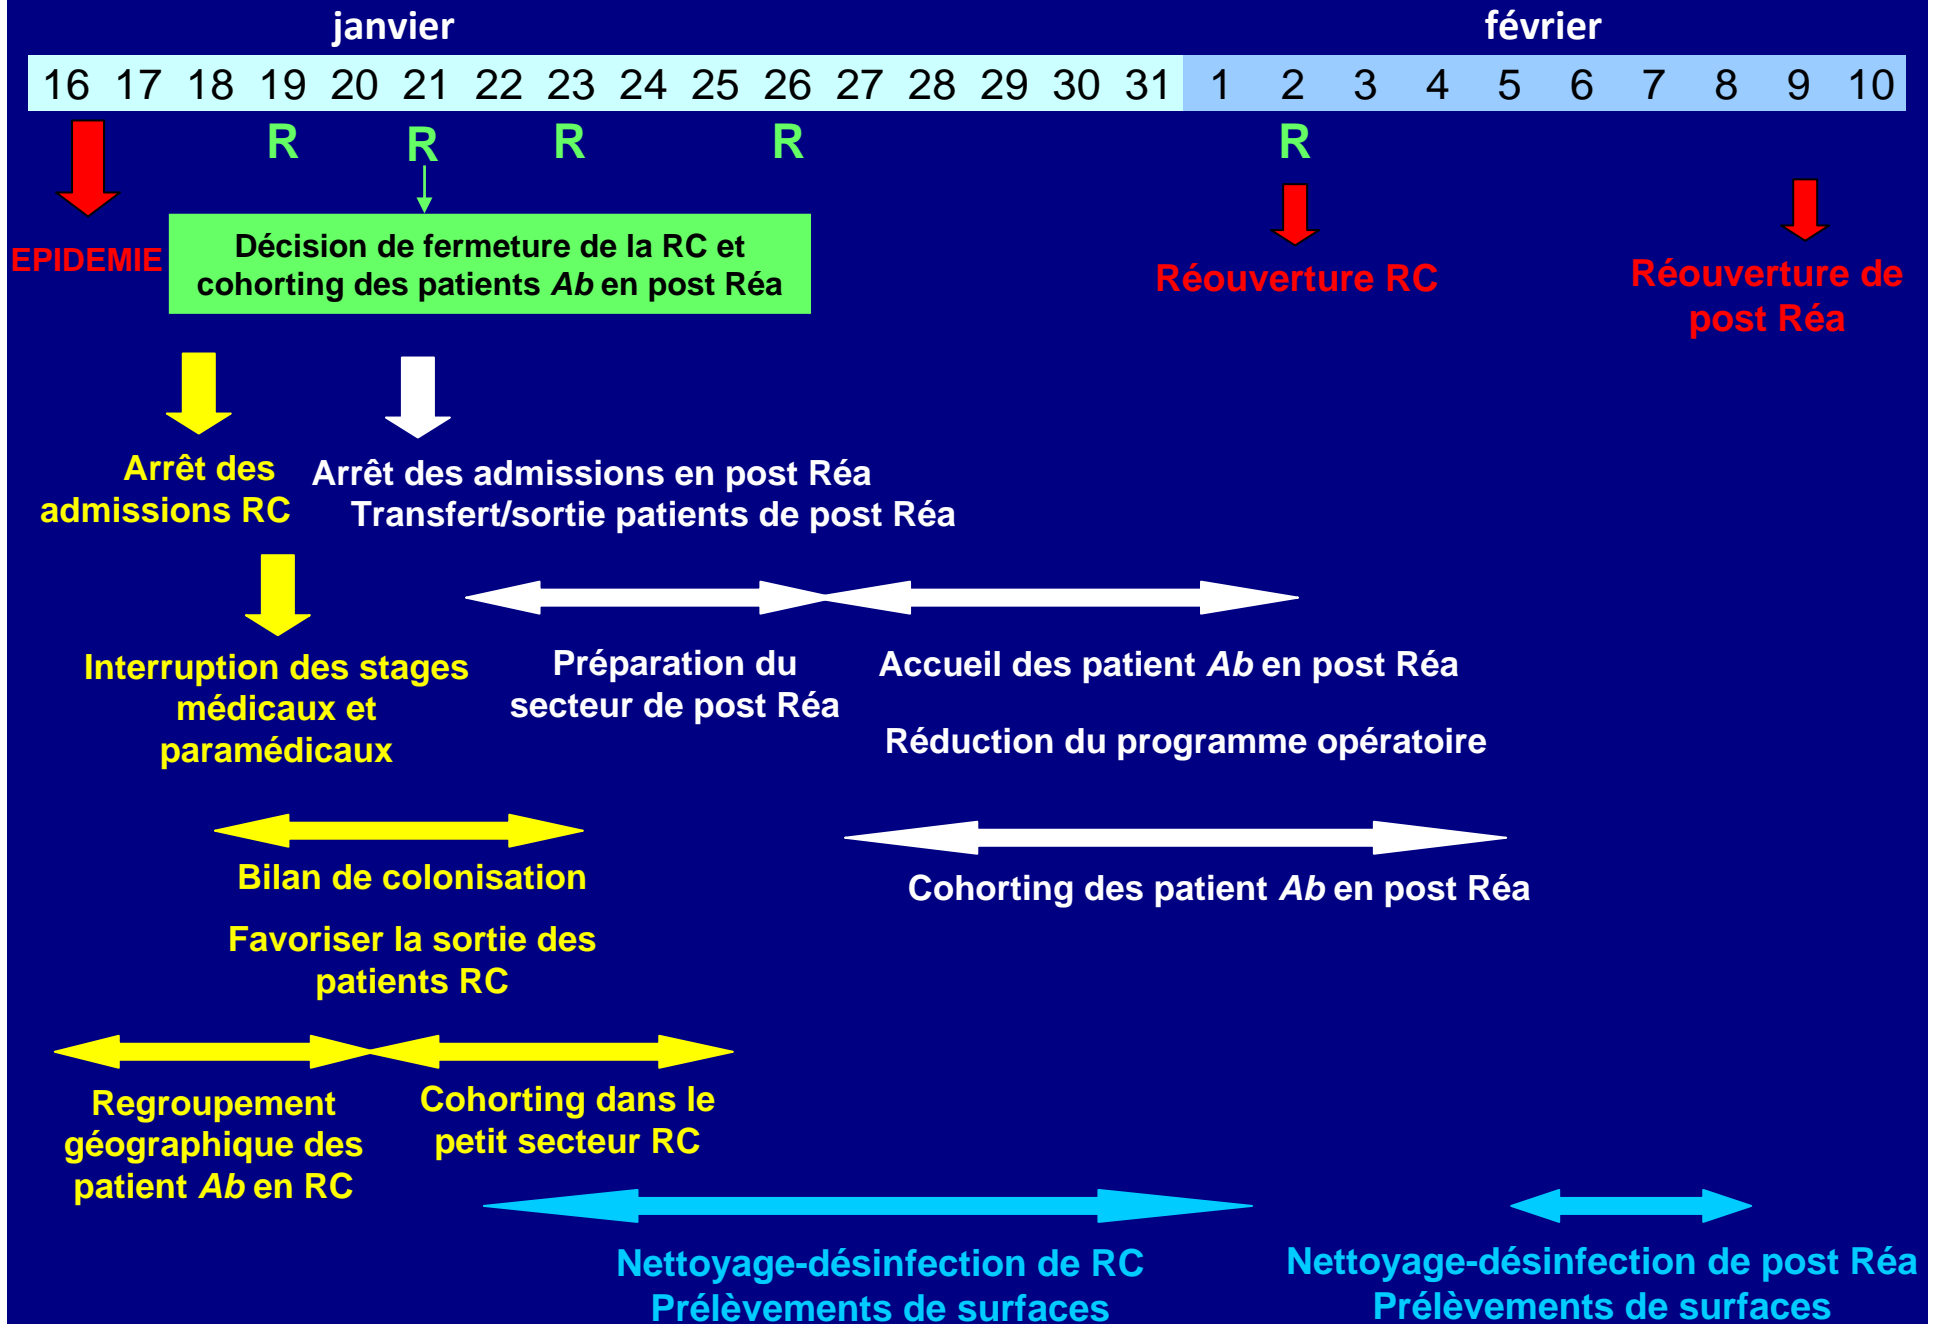 janvier
février
16 17 18 19 20 21 22 23 24 25 26 27 28 29 30 31 1 2 3 4 5 6 7 8 9 10
R R R R R
EPIDEMIE
Décision de fermeture de la RC et
cohorting des patients Ab en post Réa
Réouverture RC
Réouverture de
post Réa
Arrêt des
admissions RC
Arrêt des admissions en post Réa
Transfert/sortie patients de post Réa
Interruption des stages
médicaux et
paramédicaux
Préparation du
secteur de post Réa
Accueil des patient Ab en post Réa
Réduction du programme opératoire
Bilan de colonisation
Favoriser la sortie des
patients RC
Cohorting des patient Ab en post Réa
Regroupement
géographique des
patient Ab en RC
Cohorting dans le
petit secteur RC
Nettoyage-désinfection de RC
Prélèvements de surfaces
Nettoyage-désinfection de post Réa
Prélèvements de surfaces